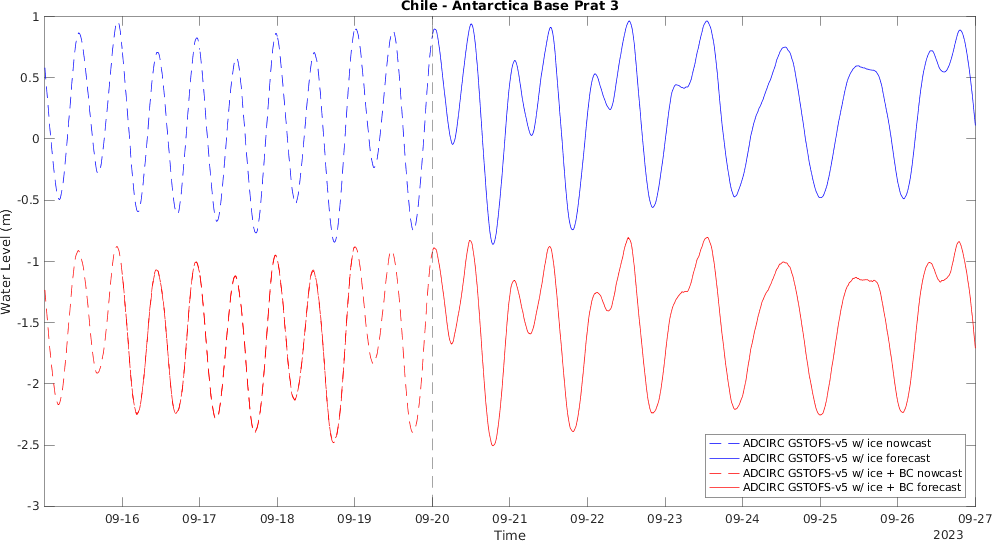 Chile - Antarctica Base Prat 3
1
0.5
0
-0.5
-1
-1.5
-2
-2.5
-3
Water Level (m)
09-16 09-17 09-18 09-19 09-20 09-21 09-22 09-23 09-24 09-25 09-26 09-27
Time
2023
ADCIRC GSTOFS-v5 w/ ice nowcast
ADCIRC GSTOFS-v5 w/ ice forecast
ADCIRC GSTOFS-v5 w/ ice + BC nowcast
ADCIRC GSTOFS-v5 w/ ice + BC forecast